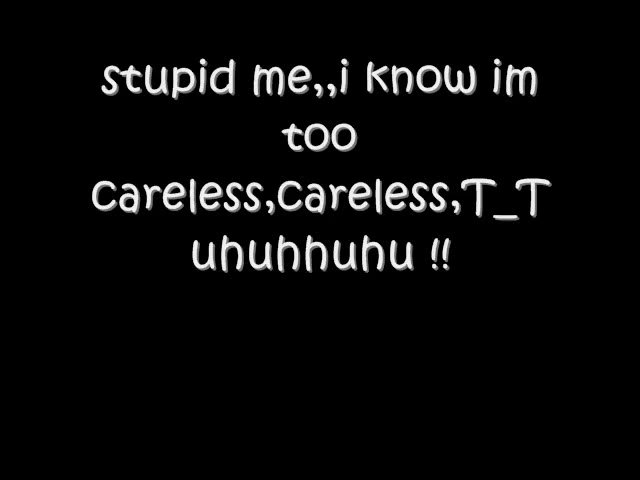 stupid me,,i know im
too
careless,careless,T_T
uhuhhuhu !!